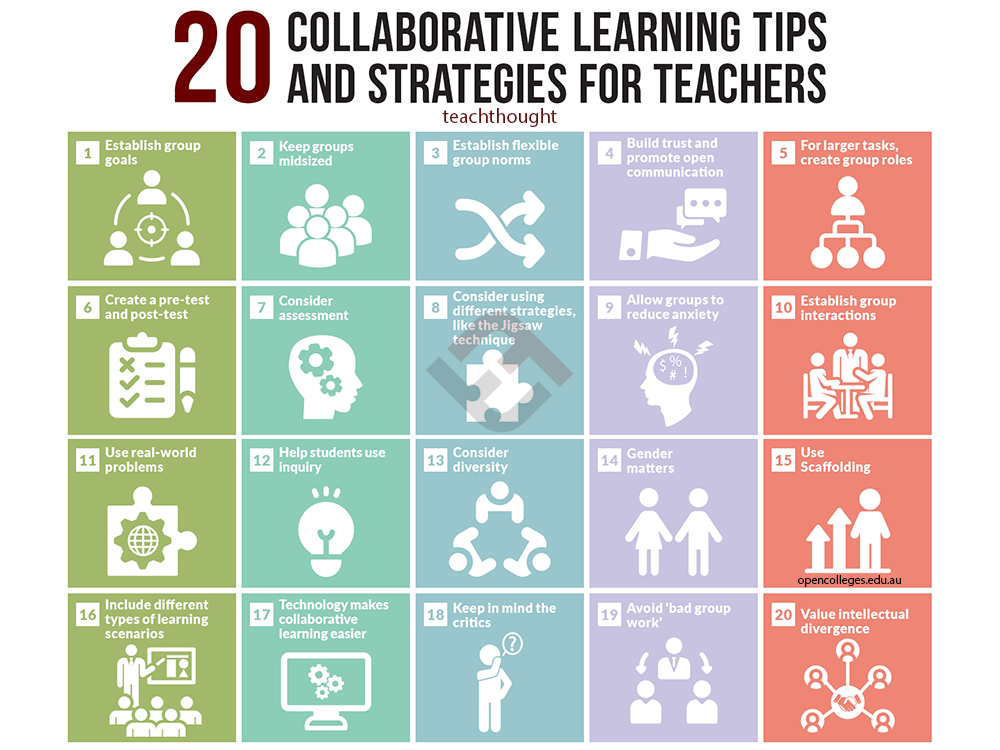 20 COLLABORATIVE LEARNING TIPS
AND STRATEGIES FOR TEACHERS
teachthought
1 Establish group
goals
2 Keep groups
midsized
3 Establish flexible
group norms
4 Build trust and
promote open
communication
5 For larger tasks,
create group roles
6 Create a pre-test
and post-test
7 Consider
assessment
8 Consider using
different strategies,
like the Jigsaw
technique
9 Allow groups to
reduce anxiety
$ %
# !
10 Establish group
interactions
11 Use real-world
problems
12 Help students use
inquiry
13 Consider
diversity
14 Gender
matters
15 Use
Scaffolding
opencolleges.edu.au
16 Include different
types of learning
scenarios
17 Technology makes
collaborative
learning easier
18 Keep in mind the
critics
?
19 Avoid 'bad group
work'
20 Value intellectual
divergence